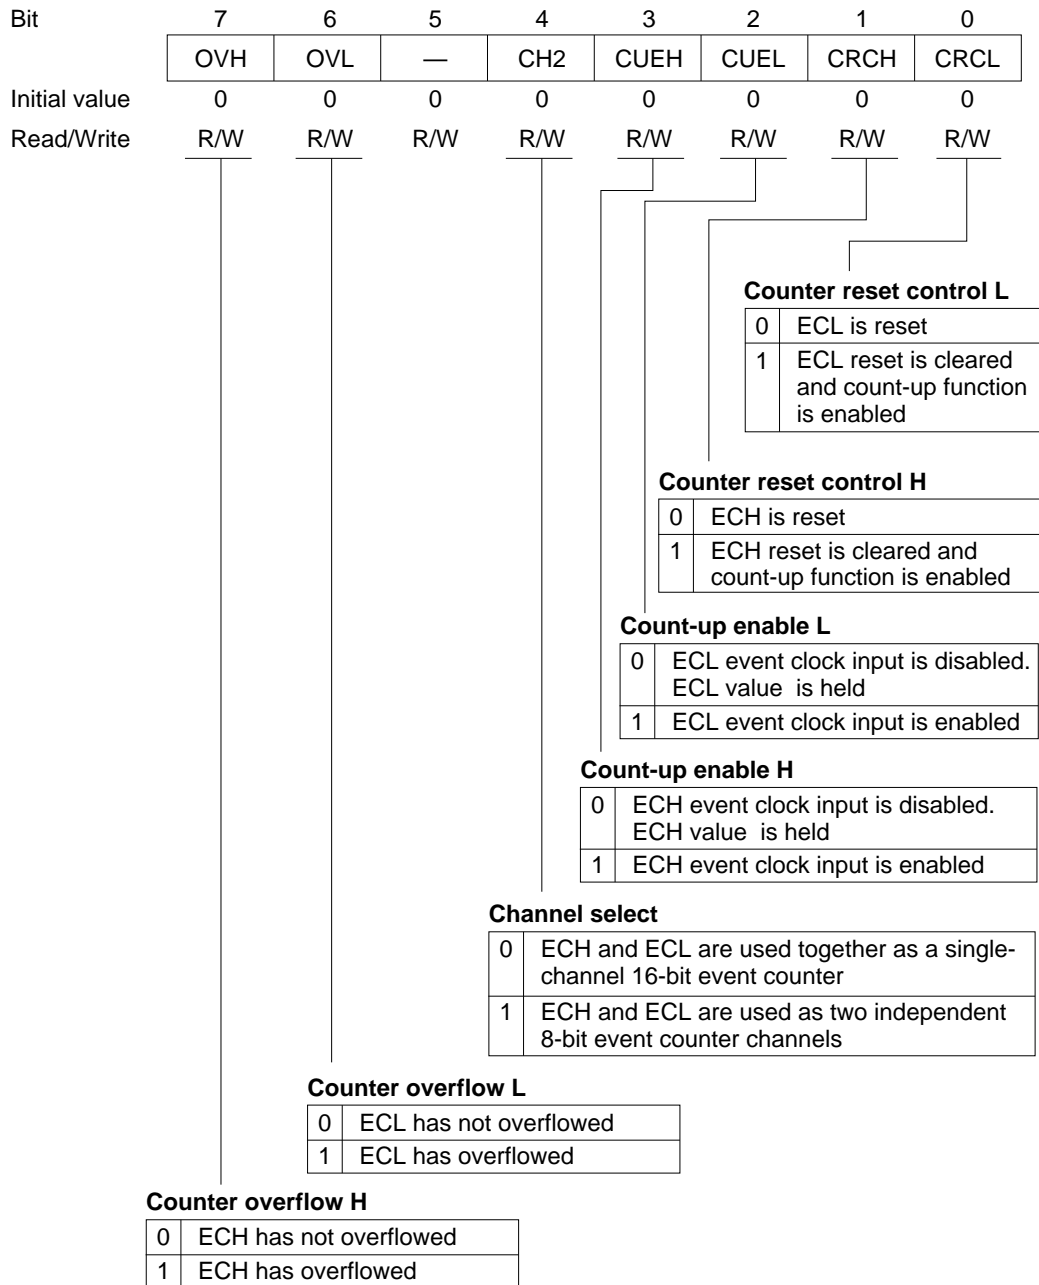 Bit 7 6 5 4 3 2 1 0
OVH OVL — CH2 CUEH CUEL CRCH CRCL
Initial value 0 0 0 0 0 0 0 0
Read/Write R/W R/W R/W R/W R/W R/W R/W R/W
Counter reset control L
0 ECL is reset
1 ECL reset is cleared
and count-up function
is enabled
Counter reset control H
0 ECH is reset
1 ECH reset is cleared and
count-up function is enabled
Count-up enable L
0 ECL event clock input is disabled.
ECL value is held
1 ECL event clock input is enabled
Count-up enable H
0 ECH event clock input is disabled.
ECH value is held
1 ECH event clock input is enabled
Channel select
0 ECH and ECL are used together as a single-
channel 16-bit event counter
1 ECH and ECL are used as two independent
8-bit event counter channels
Counter overflow L
0 ECL has not overflowed
1 ECL has overflowed
Counter overflow H
0 ECH has not overflowed
1 ECH has overflowed